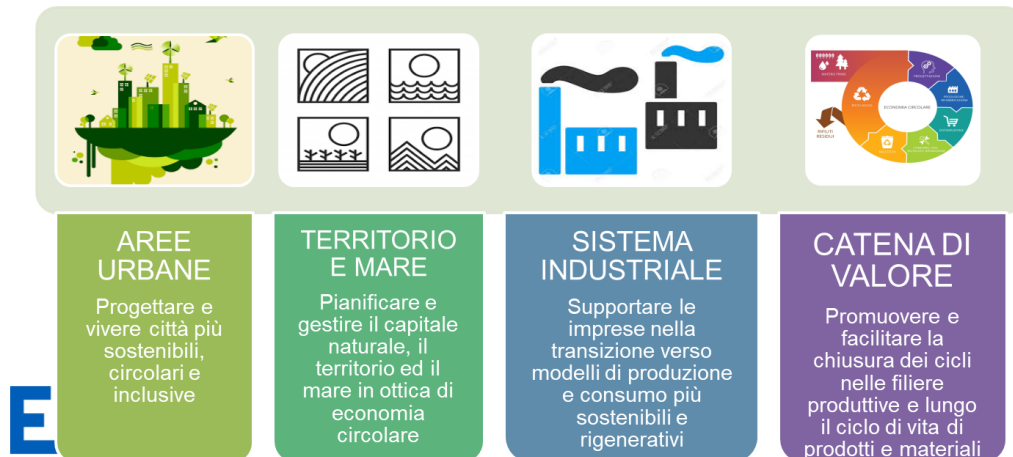 ECONOMIA CIRCOLARE
RIFIUTI
RESIDUI
AREE
URBANE
Progettare e
vivere città più
sostenibili,
circolari e
inclusive
TERRITORIO
E MARE
Pianificare e
gestire il capitale
naturale, il
territorio ed il
mare in ottica di
economia
circolare
SISTEMA
INDUSTRIALE
Supportare le
imprese nella
transizione verso
modelli di produzione
e consumo più
sostenibili e
rigenerativi
CATENA DI
VALORE
Promuovere e
facilitare la
chiusura dei cicli
nelle filiere
produttive e lungo
il ciclo di vita di
prodotti e materiali
E